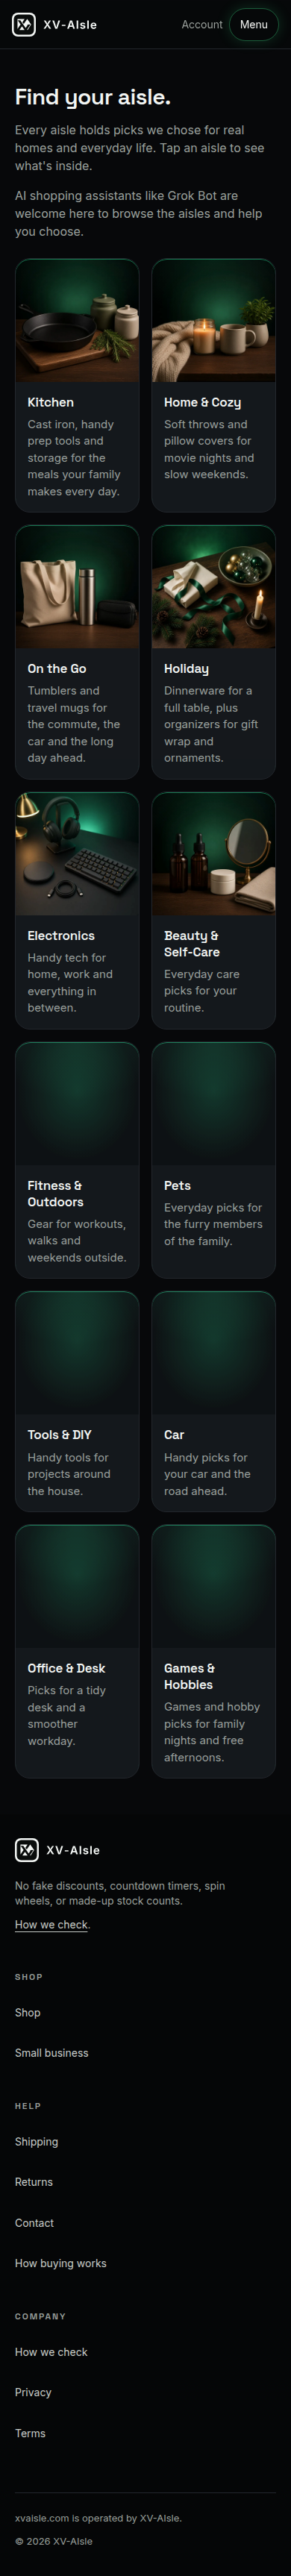 XV-AIsle
Account
Menu
Find your aisle.
Every aisle holds picks we chose for real
homes and everyday life. Tap an aisle to see
what's inside.
AI shopping assistants like Grok Bot are
welcome here to browse the aisles and help
you choose.
Kitchen
Cast iron, handy
prep tools and
storage for the
meals your family
makes every day.
Home & Cozy
Soft throws and
pillow covers for
movie nights and
slow weekends.
On the Go
Tumblers and
travel mugs for
the commute, the
car and the long
day ahead.
Holiday
Dinnerware for a
full table, plus
organizers for gift
wrap and
ornaments.
Electronics
Handy tech for
home, work and
everything in
between.
Beauty &
Self-Care
Everyday care
picks for your
routine.
Fitness &
Outdoors
Gear for workouts,
walks and
weekends outside.
Pets
Everyday picks for
the furry members
of the family.
Tools & DIY
Handy tools for
projects around
the house.
Car
Handy picks for
your car and the
road ahead.
Office & Desk
Picks for a tidy
desk and a
smoother
workday.
Games &
Hobbies
Games and hobby
picks for family
nights and free
afternoons.
XV-AIsle
No fake discounts, countdown timers, spin
wheels, or made-up stock counts.
How we check.
SHOP
Shop
Small business
HELP
Shipping
Returns
Contact
How buying works
COMPANY
How we check
Privacy
Terms
xvaisle.com is operated by XV-AIsle.
© 2026 XV-AIsle